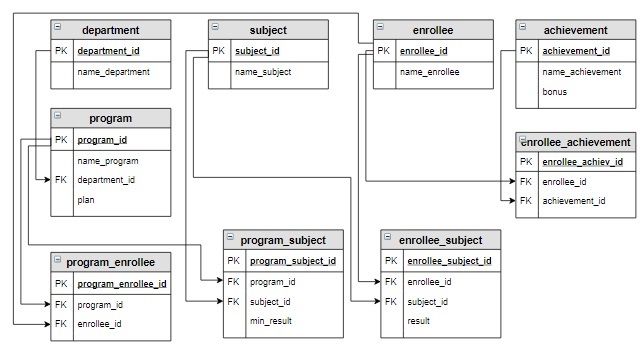 department
PK department_id
name_department
subject
PK subject_id
name_subject
enrollee
PK enrollee_id
name_enrollee
achievement
PK achievement_id
name_achievement
bonus
program
PK program_id
name_program
FK department_id
plan
enrollee_achievement
PK enrollee_achiev_id
FK enrollee_id
FK achievement_id
program_enrollee
PK program_enrollee_id
FK program_id
FK enrollee_id
program_subject
PK program_subject_id
FK program_id
FK subject_id
min_result
enrollee_subject
PK enrollee_subject_id
FK enrollee_id
FK subject_id
result